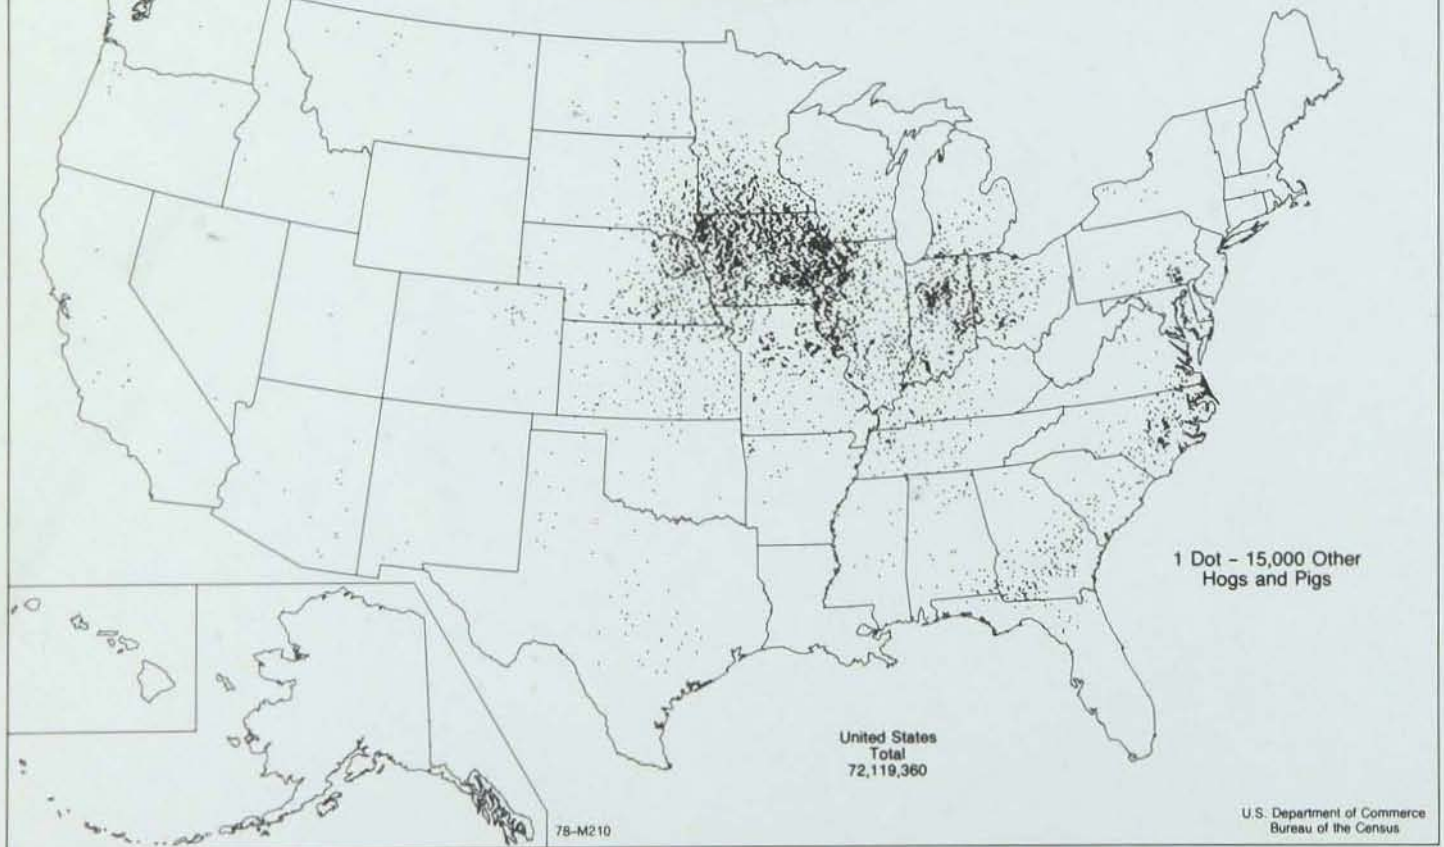 1 Dot – 15,000 Other
Hogs and Pigs
United States
Total
72,119,360
78-M210
U.S. Department of Commerce
Bureau of the Census